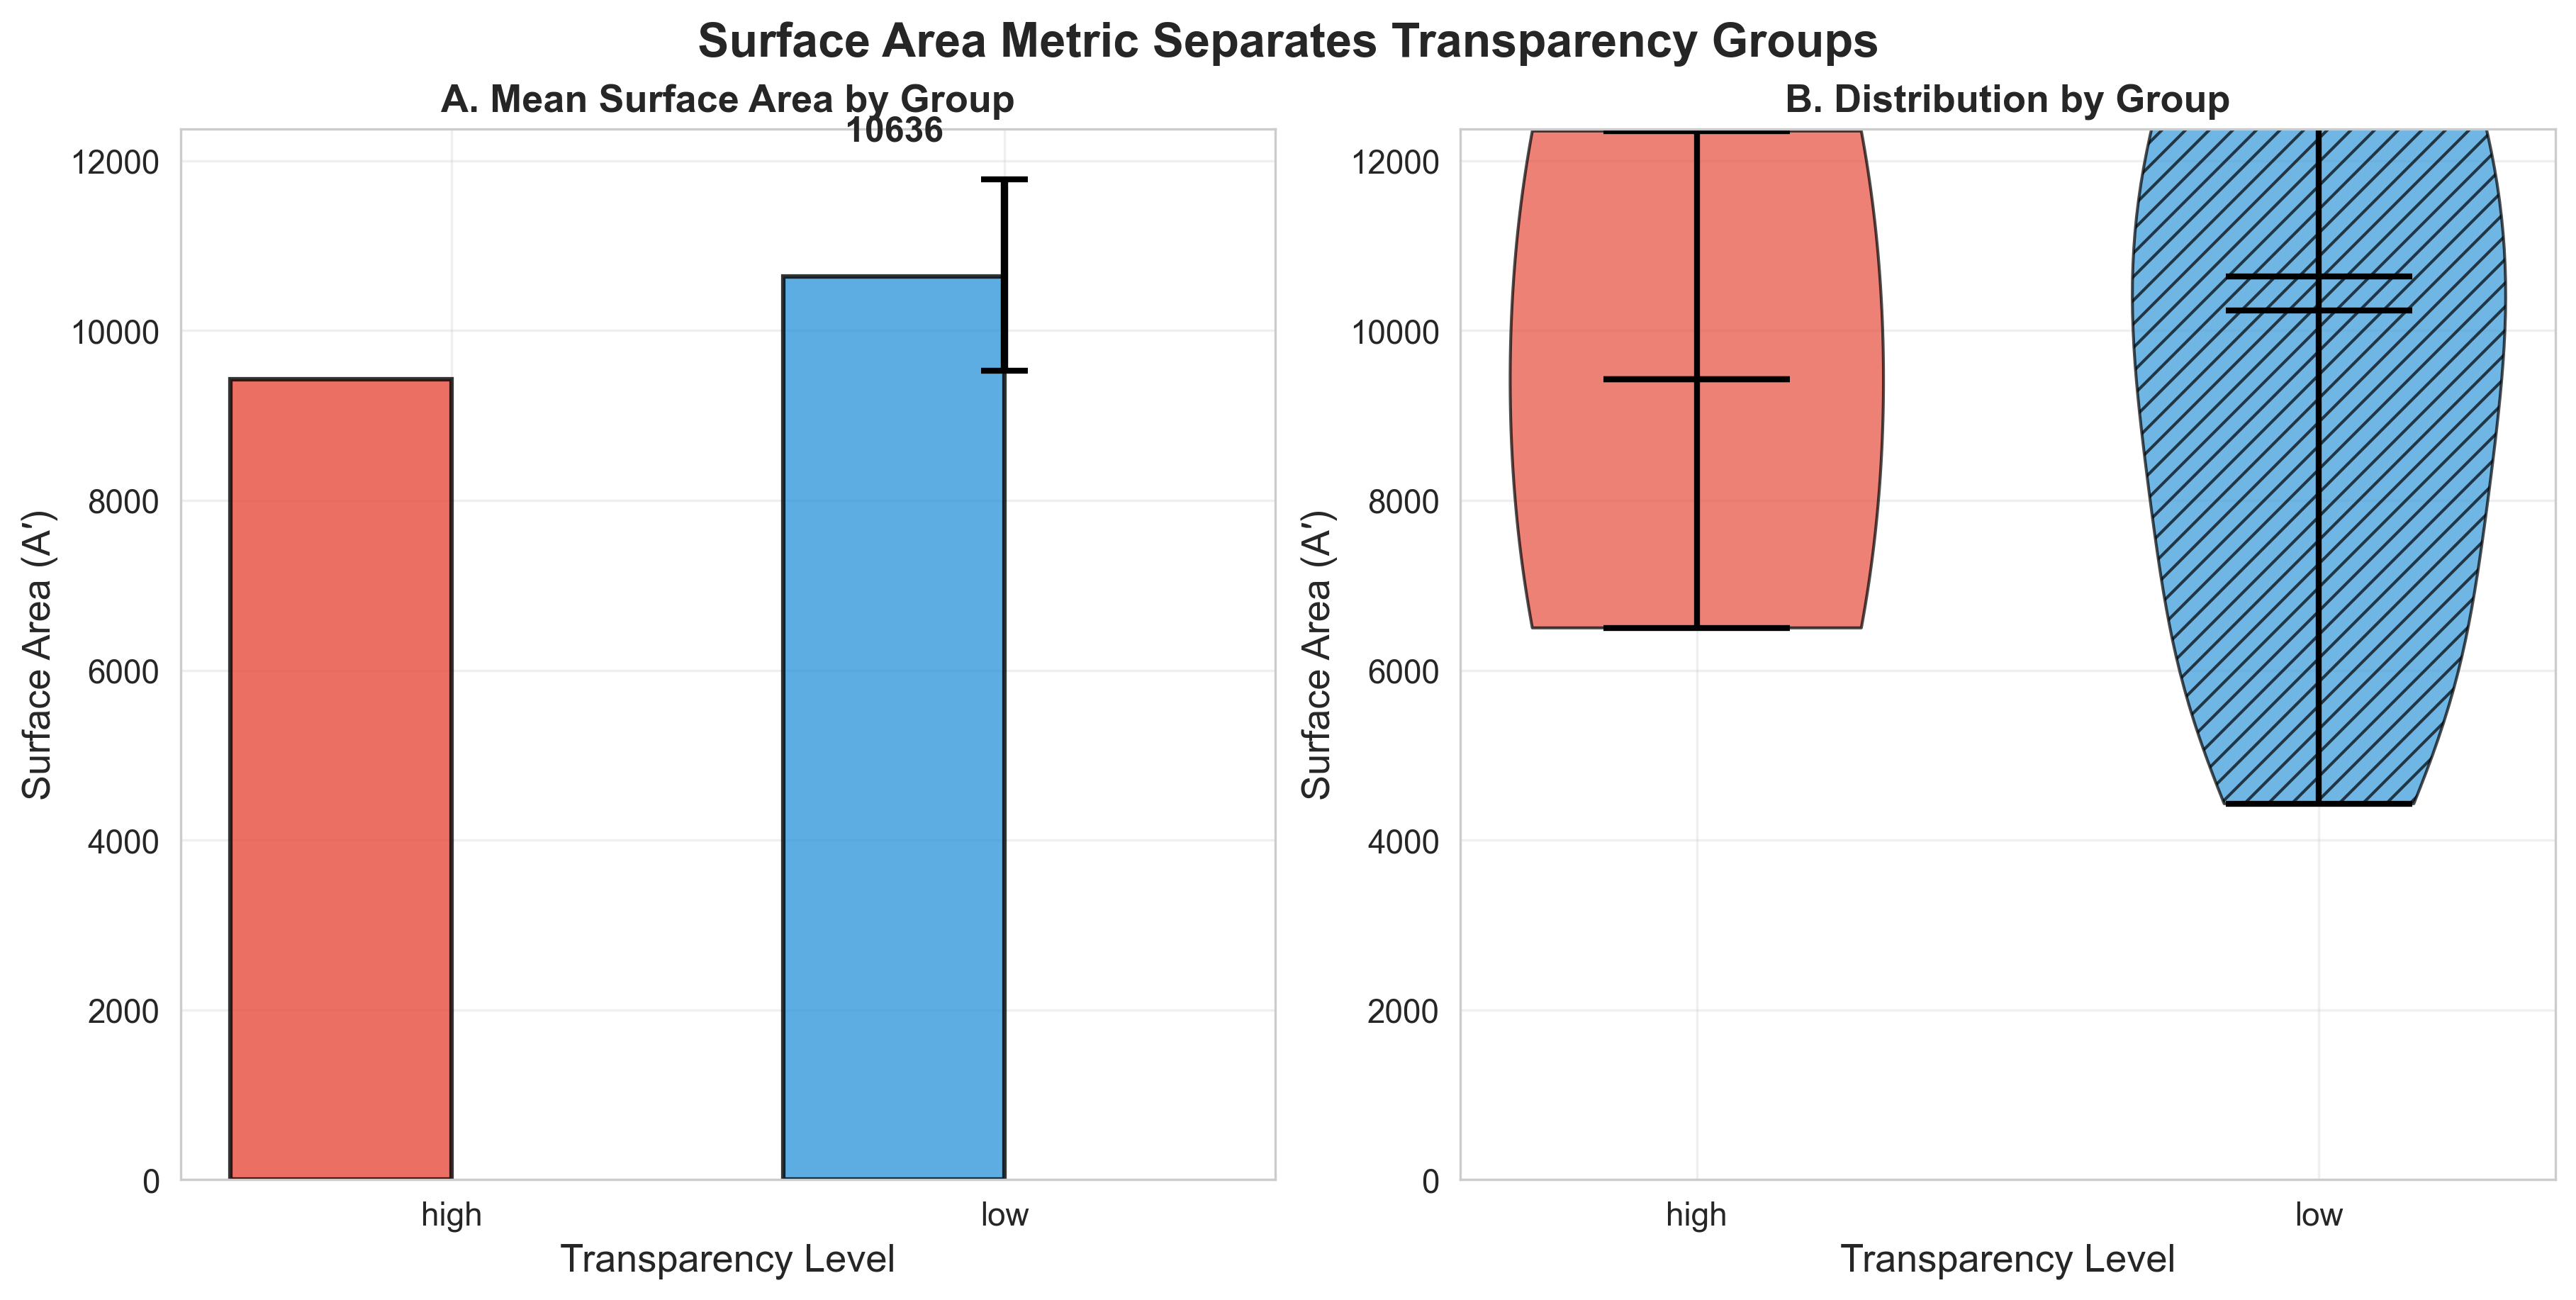 Surface Area Metric Separates Transparency Groups
A. Mean Surface Area by Group
10636
12000
10000
8000
6000
4000
2000
0
Surface Area (A')
high
low
Transparency Level
B. Distribution by Group
12000
10000
8000
6000
4000
2000
0
Surface Area (A')
high
low
Transparency Level